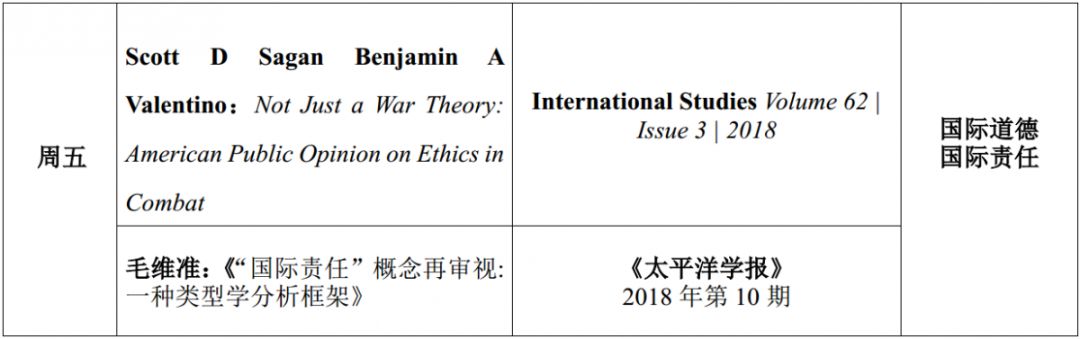 周五
Scott D Sagan Benjamin A
Valentino：Not Just a War Theory:
American Public Opinion on Ethics in
Combat
International Studies Volume 62 |
Issue 3 | 2018
国际道德
国际责任
毛维准：《“国际责任”概念再审视:
一种类型学分析框架》
《太平洋学报》
2018 年第 10 期